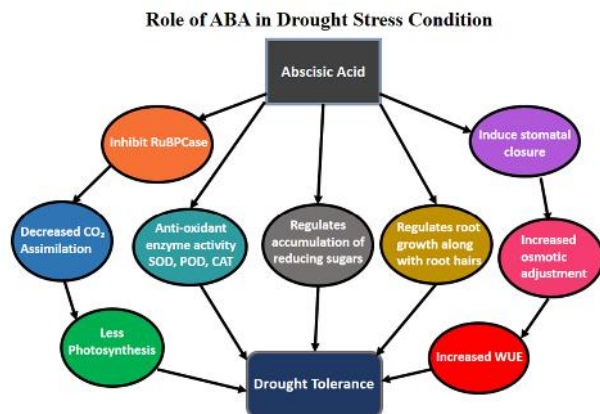 Role of ABA in Drought Stress Condition
Abscisic Acid
Inhibit RuBPCase
Induce stomatal
closure
Decreased CO₂
Assimilation
Anti-oxidant
enzyme activity
SOD, POD, CAT
Regulates
accumulation of
reducing sugars
Regulates root
growth along
with root hairs
Increased
osmotic
adjustment
Less
Photosynthesis
Drought Tolerance
Increased WUE